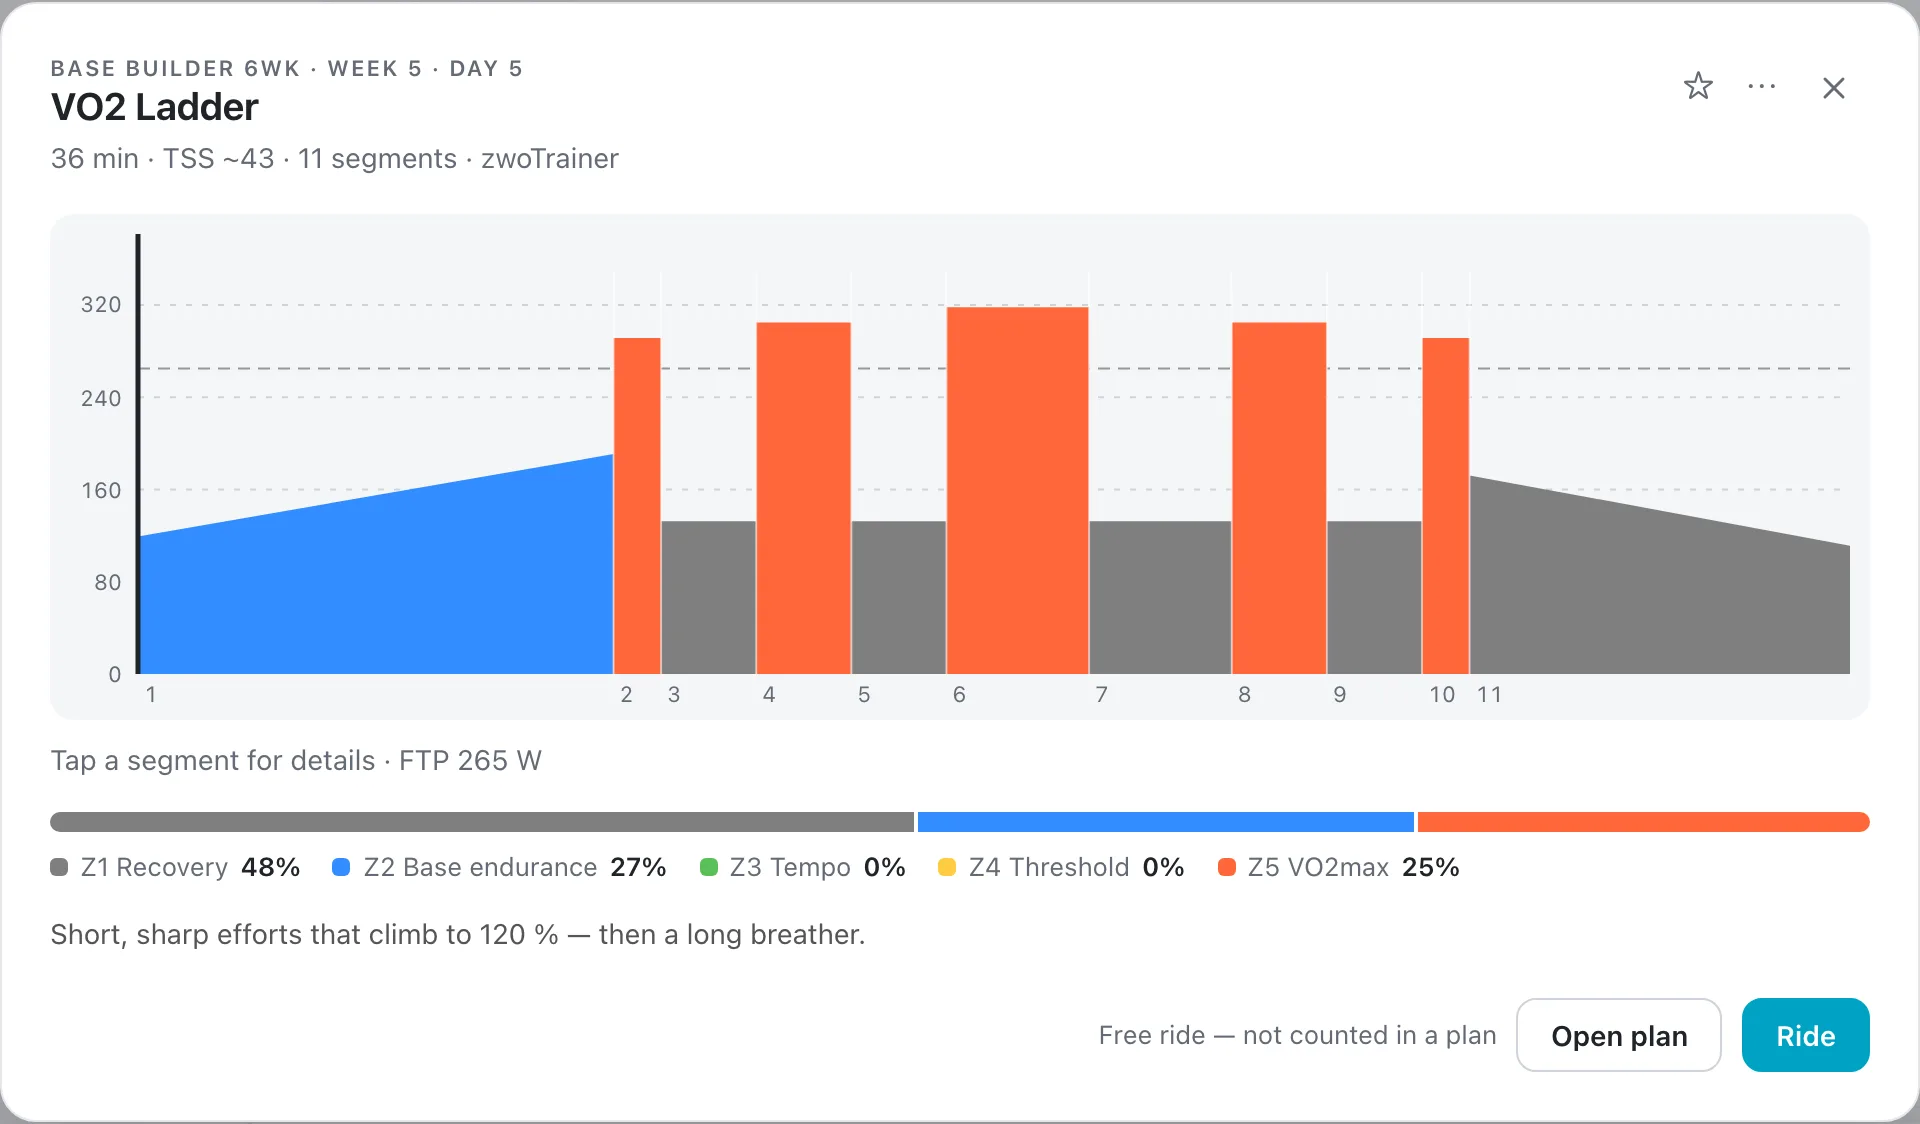 BASE BUILDER 6WK · WEEK 5 · DAY 5
VO2 Ladder
36 min · TSS ~43 · 11 segments · zwoTrainer
320
240
160
80
0
1 2 3 4 5 6 7 8 9 10 11
Tap a segment for details · FTP 265 W
Z1 Recovery 48% Z2 Base endurance 27% Z3 Tempo 0% Z4 Threshold 0% Z5 VO2max 25%
Short, sharp efforts that climb to 120 % — then a long breather.
Free ride — not counted in a plan Open plan Ride